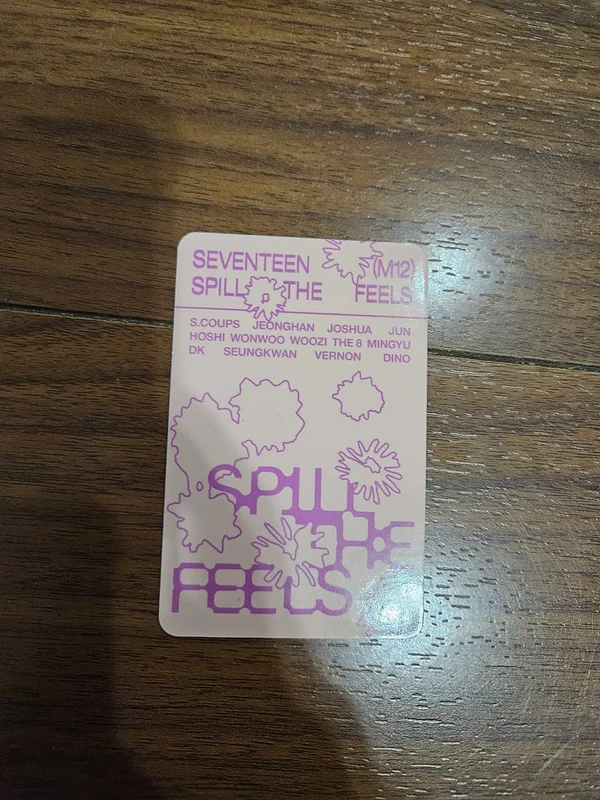 SEVENTEEN (M12)
SPILL THE FEELS
S.COUPS JEONGHAN JOSHUA JUN
HOSHI WONWOO WOOZI THE 8 MINGYU
DK SEUNGKWAN VERNON DINO
SPILL
THE
FEELS